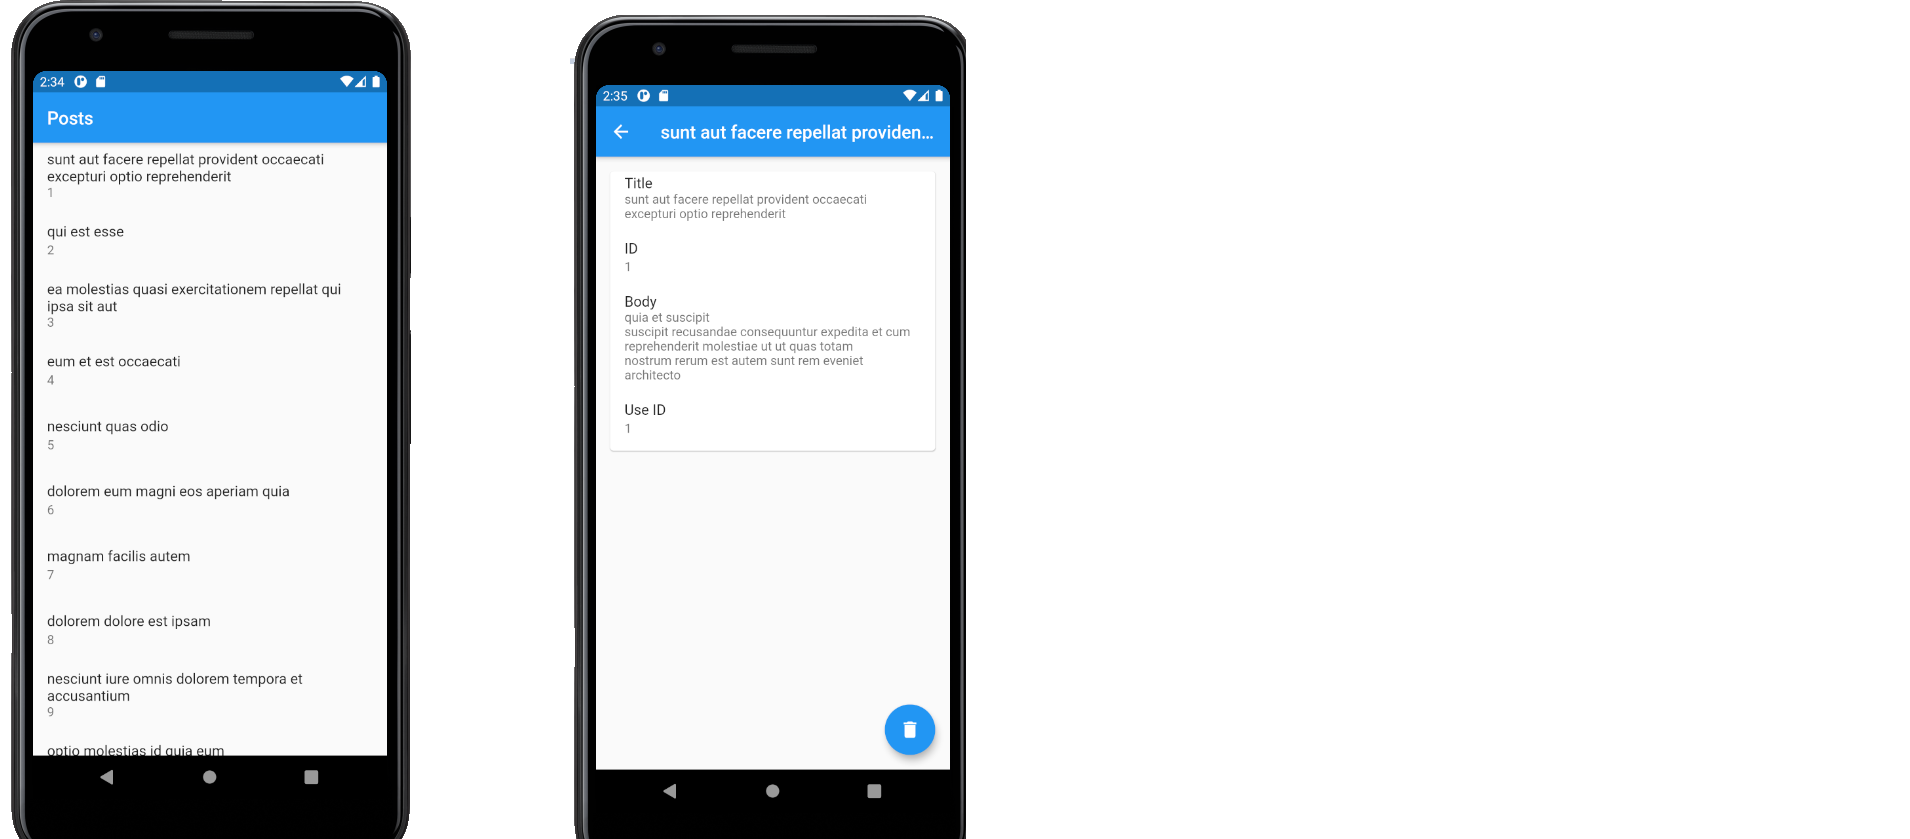 2:34
Posts
sunt aut facere repellat provident occaecati
excepturi optio reprehenderit
1
qui est esse
2
ea molestias quasi exercitationem repellat qui
ipsa sit aut
3
eum et est occaecati
4
nesciunt quas odio
5
dolorem eum magni eos aperiam quia
6
magnam facilis autem
7
dolorem dolore est ipsam
8
nesciunt iure omnis dolorem tempora et
accusantium
9
optio molestias id quia eum
2:35
sunt aut facere repellat providen...
Title
sunt aut facere repellat provident occaecati
excepturi optio reprehenderit
ID
1
Body
quia et suscipit
suscipit recusandae consequuntur expedita et cum
reprehenderit molestiae ut ut quas totam
nostrum rerum est autem sunt rem eveniet
architecto
Use ID
1